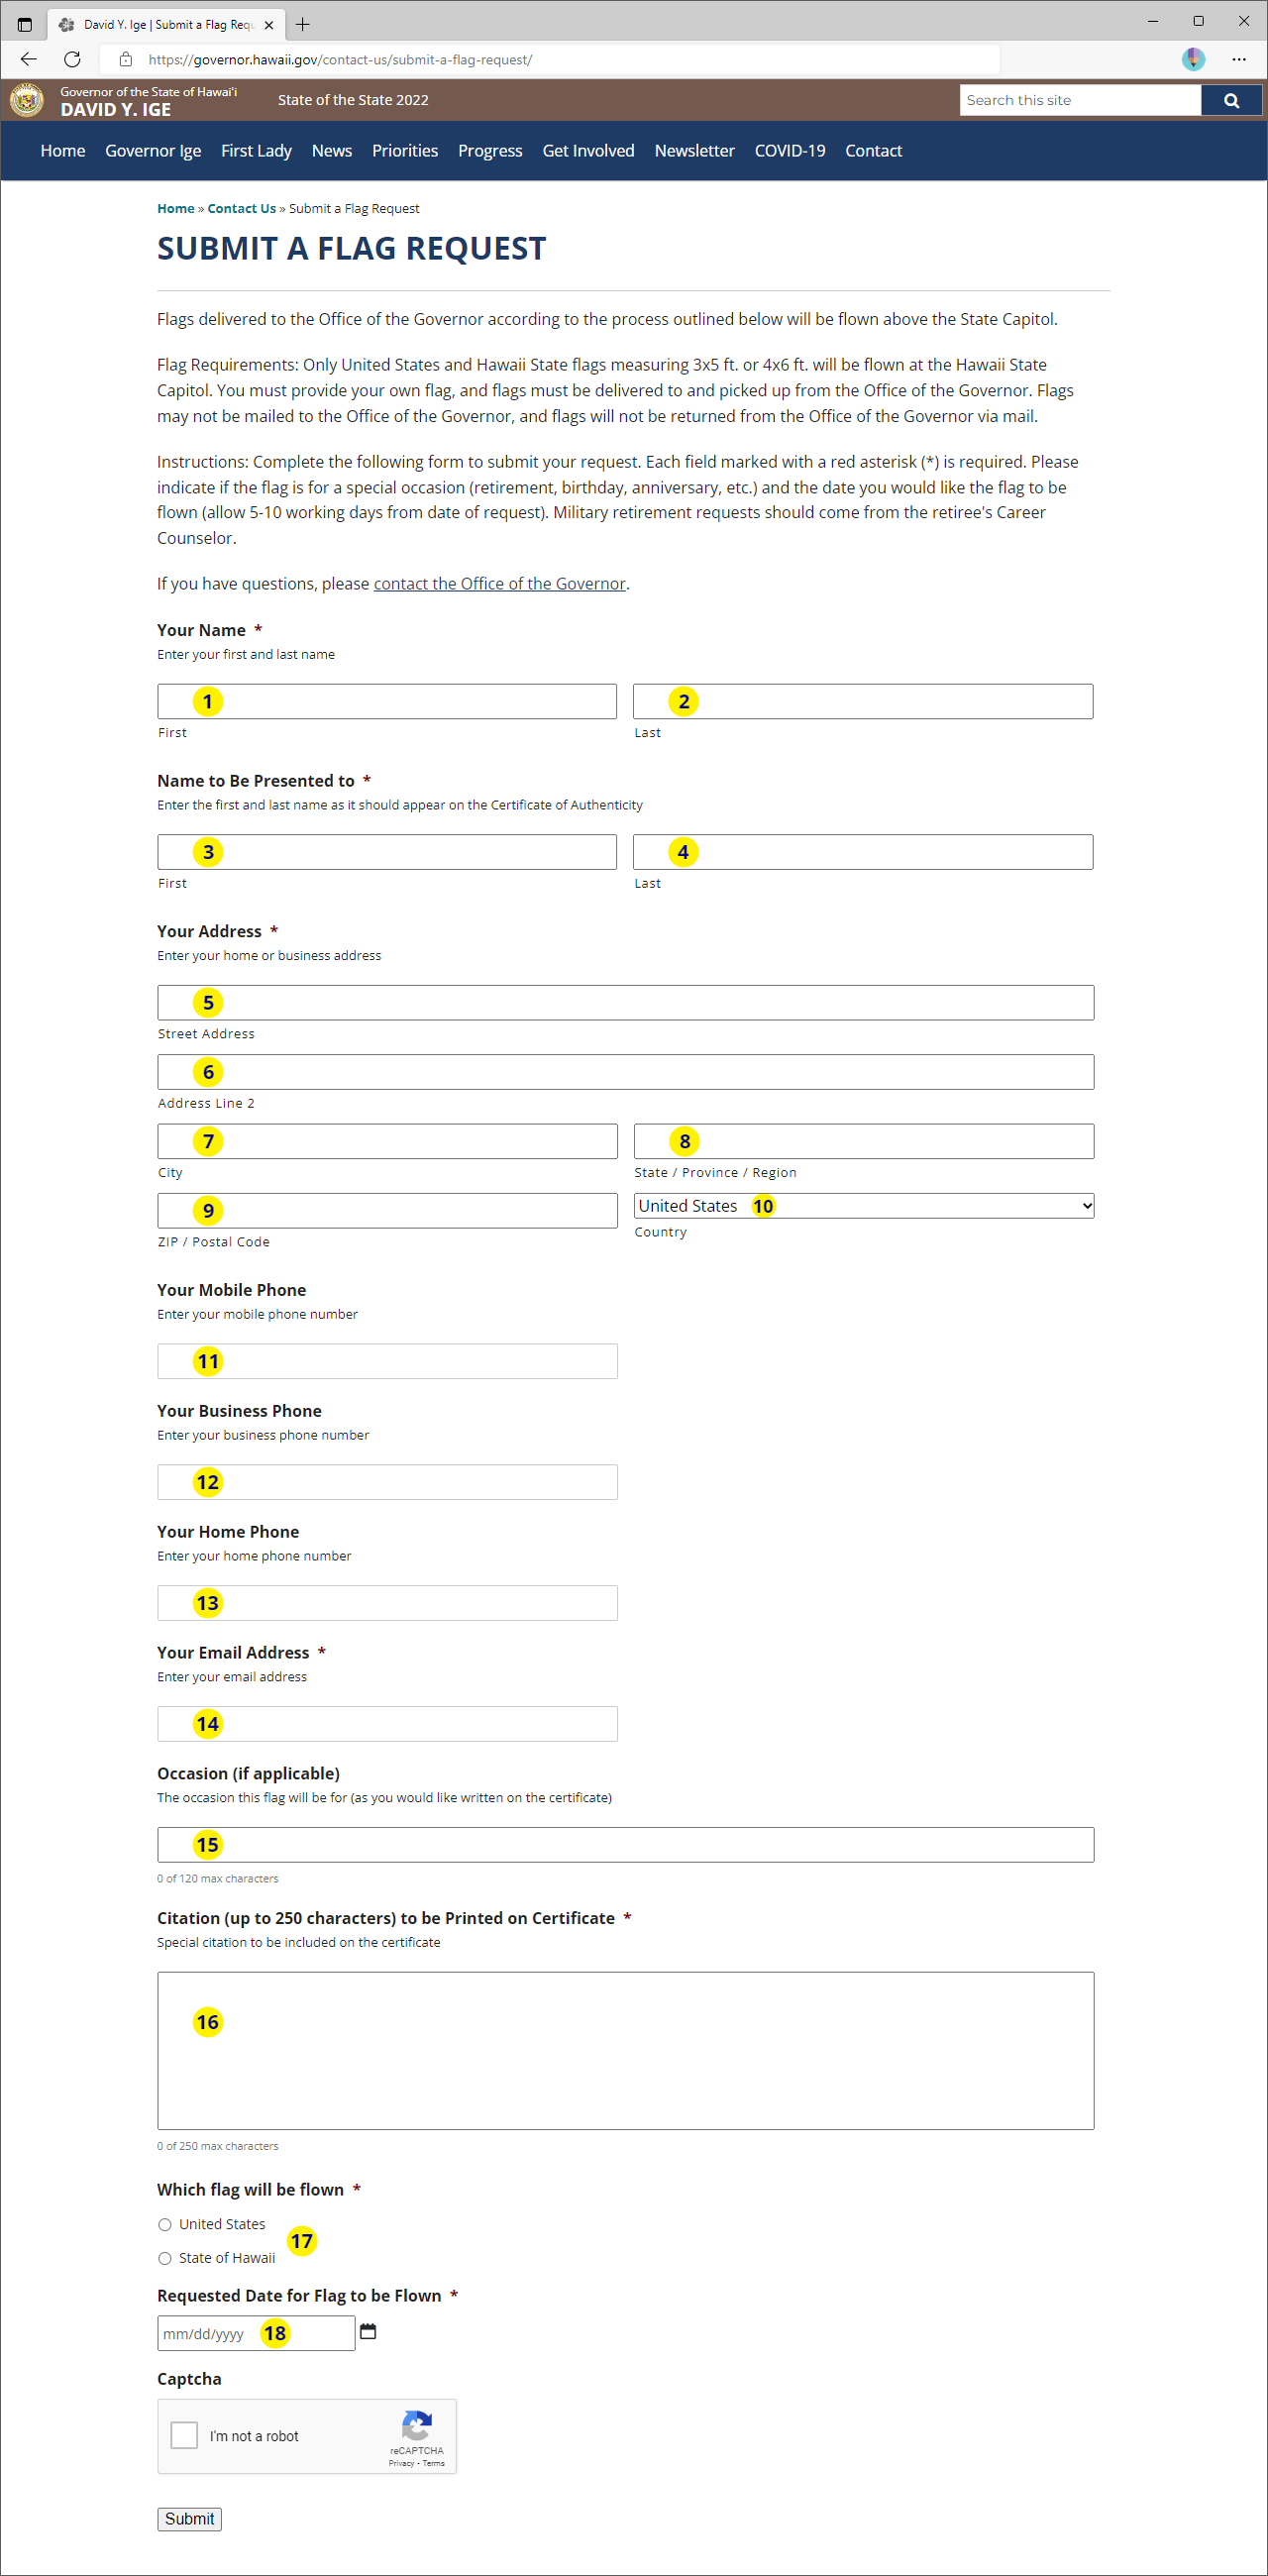 David Y. Ige | Submit a Flag Requ
https://governor.hawaii.gov/contact-us/submit-a-flag-request/
Governor of the State of Hawai'i
DAVID Y. IGE
State of the State 2022
Search this site
Home Governor Ige First Lady News Priorities Progress Get Involved Newsletter COVID-19 Contact
Home » Contact Us » Submit a Flag Request
SUBMIT A FLAG REQUEST
Flags delivered to the Office of the Governor according to the process outlined below will be flown above the State Capitol.
Flag Requirements: Only United States and Hawaii State flags measuring 3x5 ft. or 4x6 ft. will be flown at the Hawaii State
Capitol. You must provide your own flag, and flags must be delivered to and picked up from the Office of the Governor. Flags
may not be mailed to the Office of the Governor, and flags will not be returned from the Office of the Governor via mail.
Instructions: Complete the following form to submit your request. Each field marked with a red asterisk (*) is required. Please
indicate if the flag is for a special occasion (retirement, birthday, anniversary, etc.) and the date you would like the flag to be
flown (allow 5-10 working days from date of request). Military retirement requests should come from the retiree's Career
Counselor.
If you have questions, please contact the Office of the Governor.
Your Name *
Enter your first and last name
1 2
First Last
Name to Be Presented to *
Enter the first and last name as it should appear on the Certificate of Authenticity
3 4
First Last
Your Address *
Enter your home or business address
5
Street Address
6
Address Line 2
7 8
City State / Province / Region
9 United States 10
ZIP / Postal Code Country
Your Mobile Phone
Enter your mobile phone number
11
Your Business Phone
Enter your business phone number
12
Your Home Phone
Enter your home phone number
13
Your Email Address *
Enter your email address
14
Occasion (if applicable)
The occasion this flag will be for (as you would like written on the certificate)
15
0 of 120 max characters
Citation (up to 250 characters) to be Printed on Certificate *
Special citation to be included on the certificate
16
0 of 250 max characters
Which flag will be flown *
United States
17
State of Hawaii
Requested Date for Flag to be Flown *
mm/dd/yyyy 18
Captcha
I'm not a robot
reCAPTCHA
Privacy - Terms
Submit